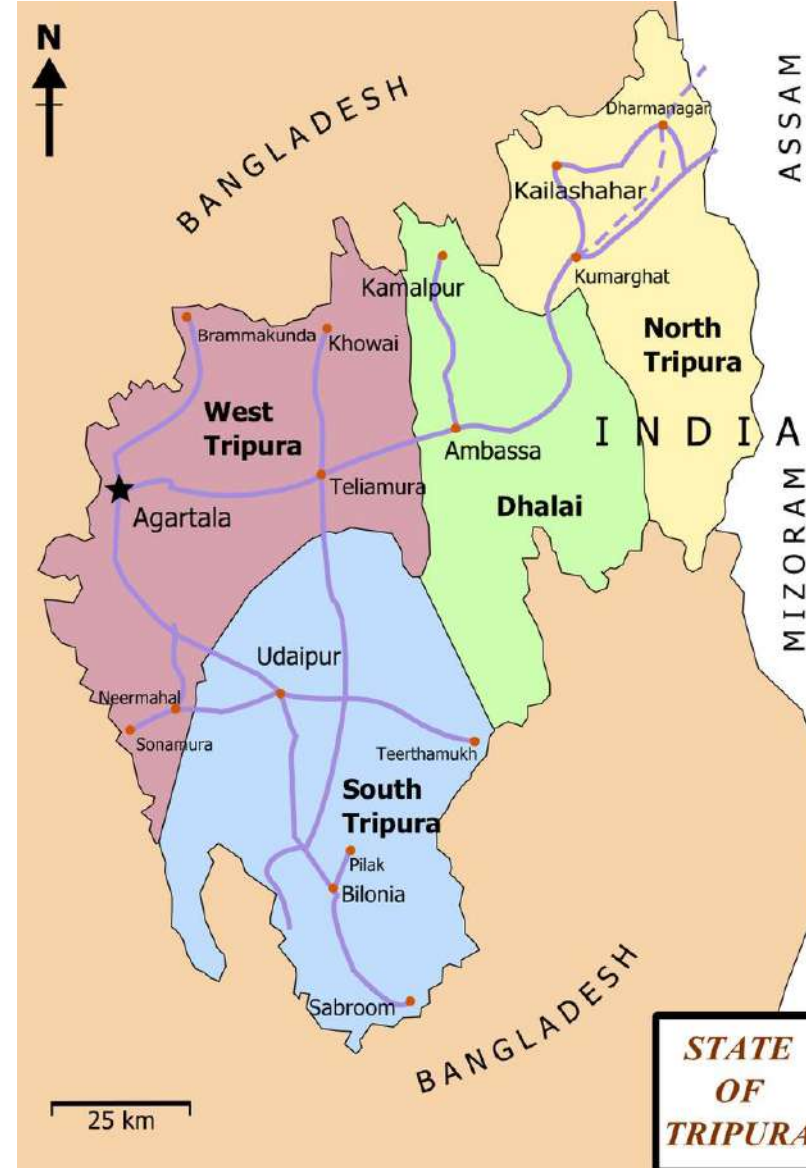 N
BANGLADESH
ASSAM
Dharmanagar
Kailashahar
Kumarghat
Kamalpur
North
Tripura
Brammakunda
Khowai
West
Tripura
INDIA
Ambassa
Teliamura
Dhalai
Agartala
MIZORAM
Udaipur
Neermahal
Sonamura
Teerthamukh
South
Tripura
Pilak
Bilonia
Sabroom
BANGLADESH
25 km
STATE
OF
TRIPURA